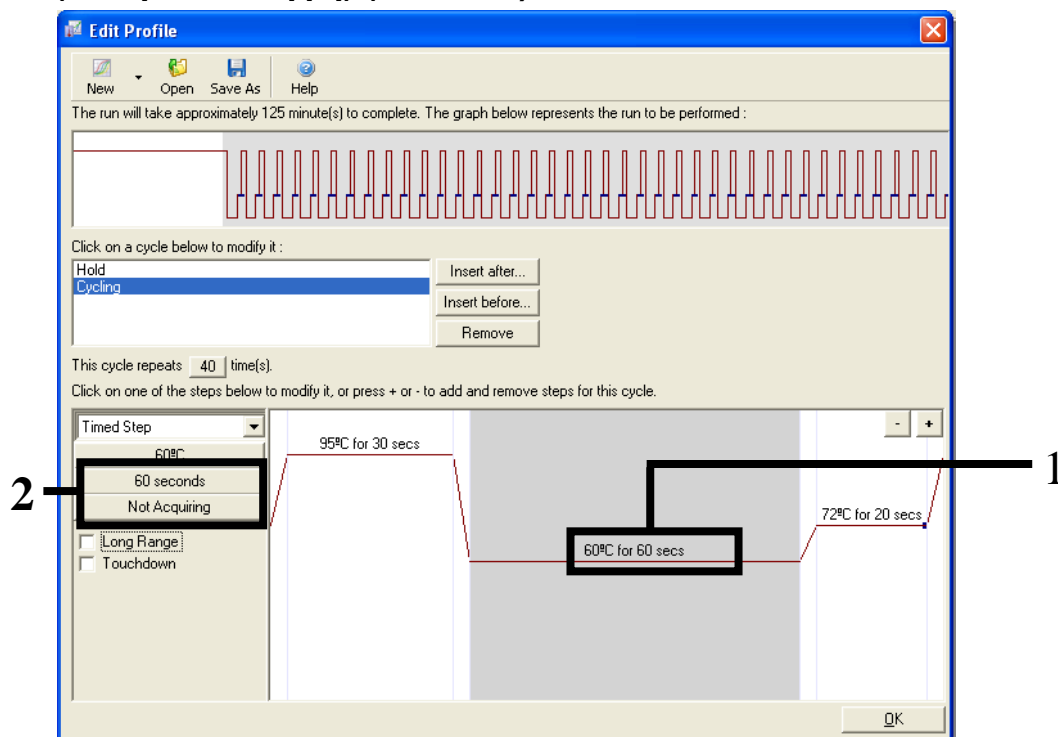 Edit Profile
New Open Save As Help
The run will take approximately 125 minute(s) to complete. The graph below represents the run to be performed :
Click on a cycle below to modify it :
Hold
Cycling
Insert after...
Insert before...
Remove
This cycle repeats 40 time(s).
Click on one of the steps below to modify it, or press + or - to add and remove steps for this cycle.
Timed Step
- +
95ºC for 30 secs
60ºC
1
60 seconds
2
Not Acquiring
72ºC for 20 secs
Long Range
60ºC for 60 secs
Touchdown
OK